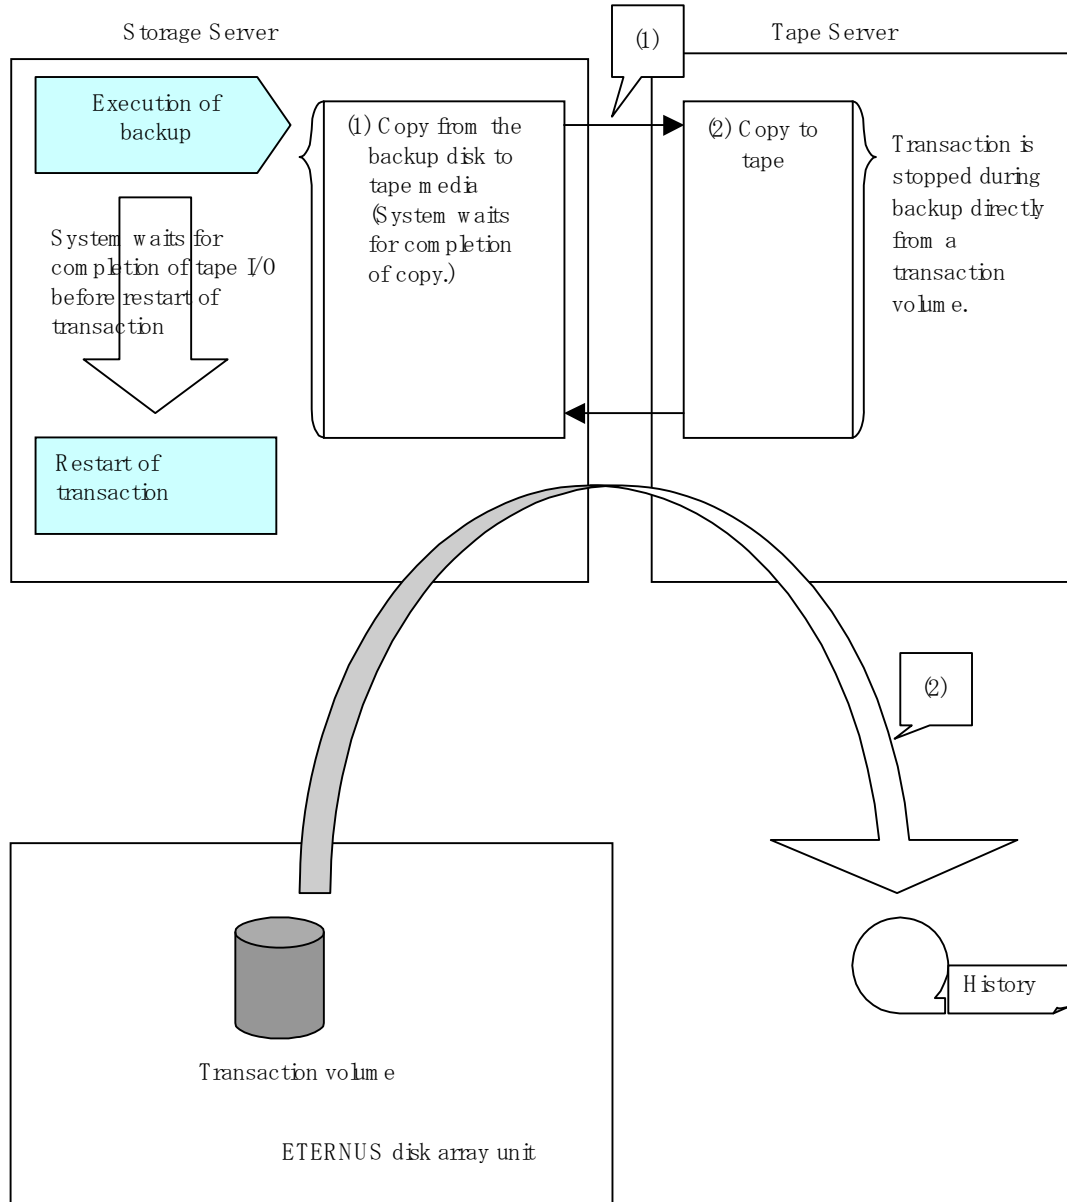 Storage Server
Tape Server
(1)
Execution of
backup
(1) Copy from the
backup disk to
tape media
(System waits
for completion
of copy.)
(2) Copy to
tape
Transaction is
stopped during
backup directly
from a
transaction
volume.
System waits for
completion of tape I/O
before restart of
transaction
Restart of
transaction
(2)
History
Transaction volume
ETERNUS disk array unit